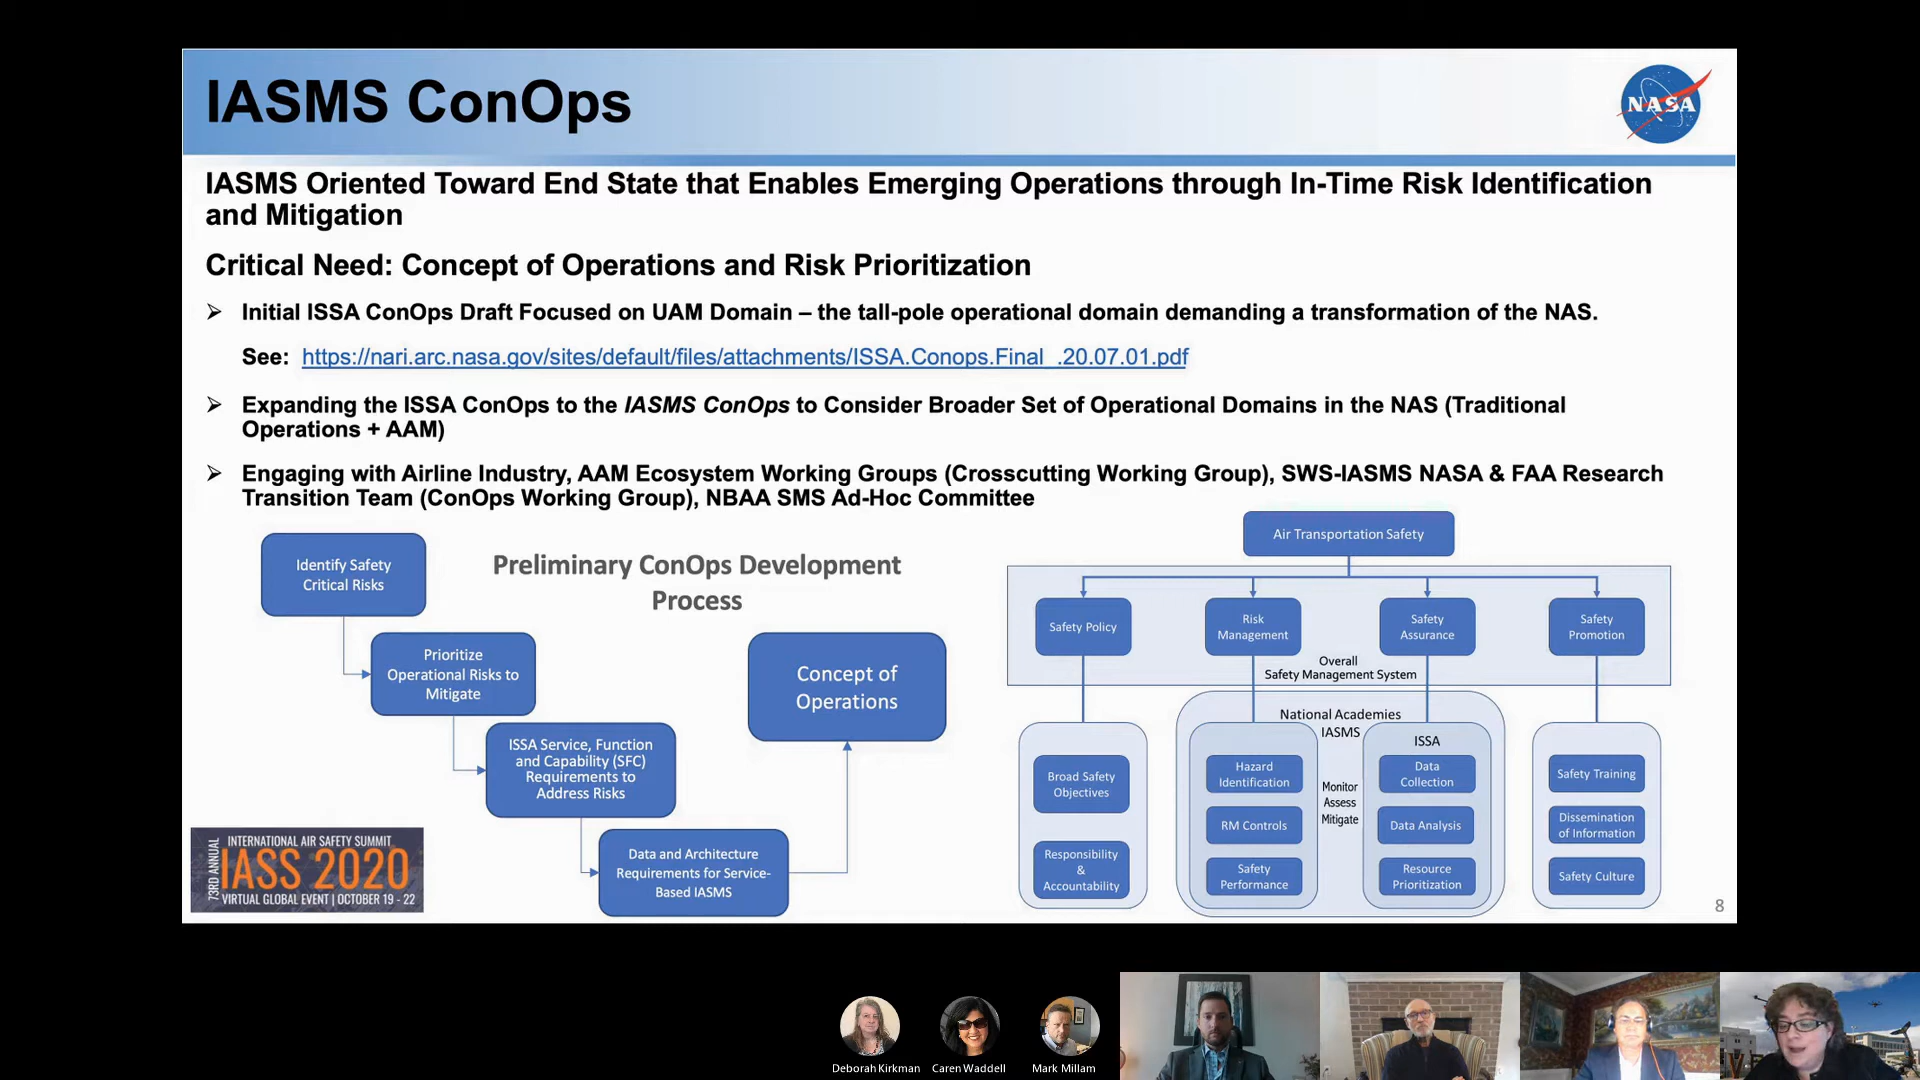 IASMS ConOps
NASA
IASMS Oriented Toward End State that Enables Emerging Operations through In-Time Risk Identification
and Mitigation
Critical Need: Concept of Operations and Risk Prioritization
Initial ISSA ConOps Draft Focused on UAM Domain – the tall-pole operational domain demanding a transformation of the NAS.
See: https://nari.arc.nasa.gov/sites/default/files/attachments/ISSA.Conops.Final_.20.07.01.pdf
Expanding the ISSA ConOps to the IASMS ConOps to Consider Broader Set of Operational Domains in the NAS (Traditional
Operations + AAM)
Engaging with Airline Industry, AAM Ecosystem Working Groups (Crosscutting Working Group), SWS-IASMS NASA & FAA Research
Transition Team (ConOps Working Group), NBAA SMS Ad-Hoc Committee
Preliminary ConOps Development
Process
Identify Safety
Critical Risks
Prioritize
Operational Risks to
Mitigate
ISSA Service, Function
and Capability (SFC)
Requirements to
Address Risks
Data and Architecture
Requirements for Service-
Based IASMS
Concept of
Operations
Air Transportation Safety
Safety Policy
Risk
Management
Safety
Assurance
Safety
Promotion
Overall
Safety Management System
National Academies
IASMS
ISSA
Broad Safety
Objectives
Responsibility
&
Accountability
Hazard
Identification
RM Controls
Safety
Performance
Monitor
Assess
Mitigate
Data
Collection
Data Analysis
Resource
Prioritization
Safety Training
Dissemination
of Information
Safety Culture
73RD ANNUAL
INTERNATIONAL AIR SAFETY SUMMIT
IASS 2020
VIRTUAL GLOBAL EVENT | OCTOBER 19 - 22
8
Deborah Kirkman
Caren Waddell
Mark Millam